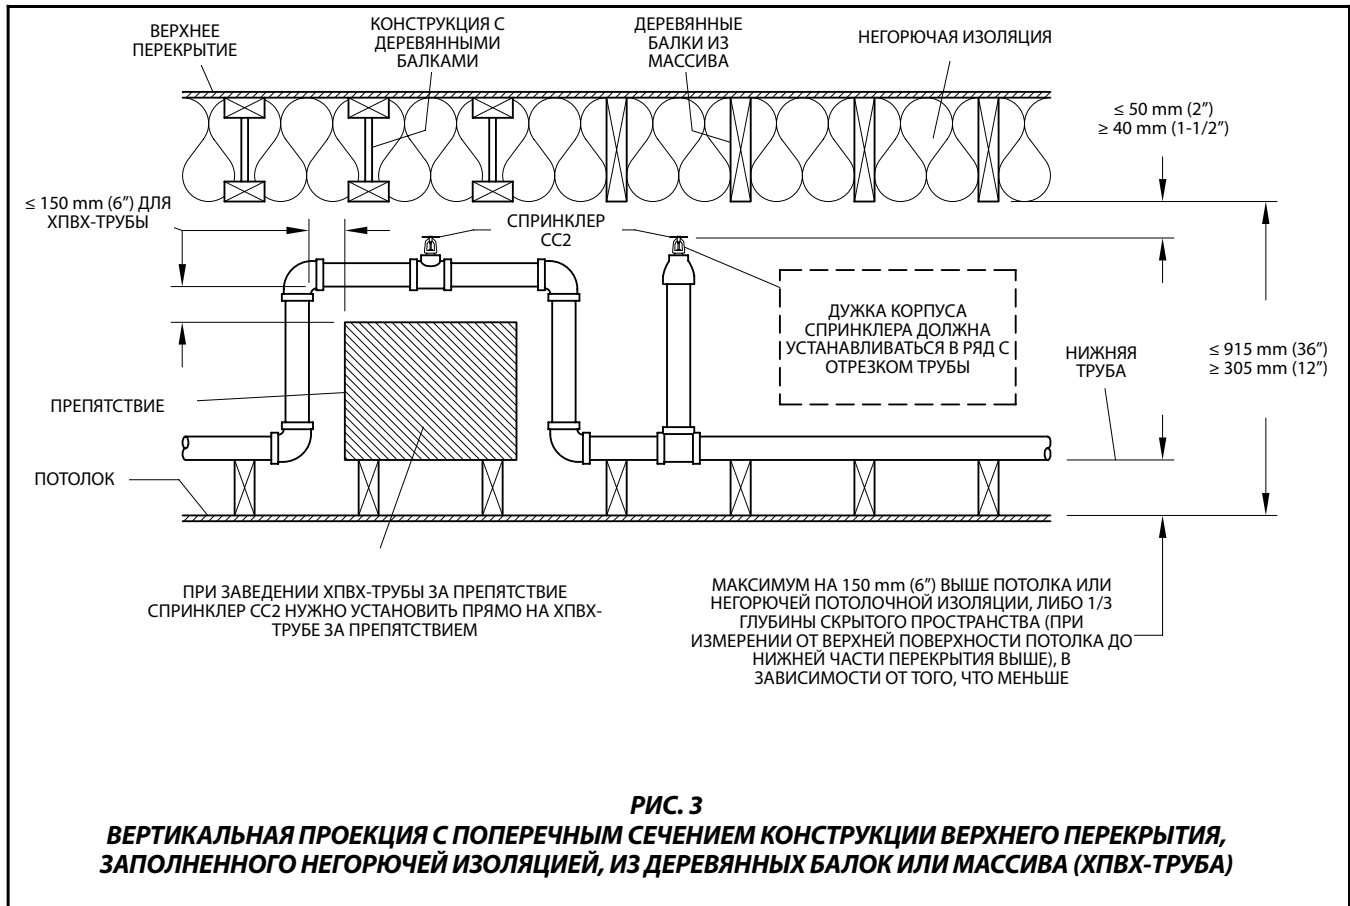 ВЕРХНЕЕ
ПЕРЕКРЫТИЕ
КОНСТРУКЦИЯ С
ДЕРЕВЯННЫМИ
БАЛКАМИ
ДЕРЕВЯННЫЕ
БАЛКИ ИЗ
МАССИВА
НЕГОРЮЧАЯ ИЗОЛЯЦИЯ
≤ 50 mm (2”)
≥ 40 mm (1-1/2”)
≤ 150 mm (6”) ДЛЯ
ХПВХ-ТРУБЫ
СПРИНКЛЕР
CC2
ДУЖКА КОРПУСА
СПРИНКЛЕРА ДОЛЖНА
УСТАНАВЛИВАТЬСЯ В РЯД С
ОТРЕЗКОМ ТРУБЫ
НИЖНЯЯ
ТРУБА
≤ 915 mm (36”)
≥ 305 mm (12”)
ПРЕПЯТСТВИЕ
ПОТОЛОК
ПРИ ЗАВЕДЕНИИ ХПВХ-ТРУБЫ ЗА ПРЕПЯТСТВИЕ
СПРИНКЛЕР CC2 НУЖНО УСТАНОВИТЬ ПРЯМО НА ХПВХ-
ТРУБЕ ЗА ПРЕПЯТСТВИЕМ
МАКСИМУМ НА 150 mm (6”) ВЫШЕ ПОТОЛКА ИЛИ
НЕГОРЮЧЕЙ ПОТОЛОЧНОЙ ИЗОЛЯЦИИ, ЛИБО 1/3
ГЛУБИНЫ СКРЫТОГО ПРОСТРАНСТВА (ПРИ
ИЗМЕРЕНИИ ОТ ВЕРХНЕЙ ПОВЕРХНОСТИ ПОТОЛКА ДО
НИЖНЕЙ ЧАСТИ ПЕРЕКРЫТИЯ ВЫШЕ), В
ЗАВИСИМОСТИ ОТ ТОГО, ЧТО МЕНЬШЕ
РИС. 3
ВЕРТИКАЛЬНАЯ ПРОЕКЦИЯ С ПОПЕРЕЧНЫМ СЕЧЕНИЕМ КОНСТРУКЦИИ ВЕРХНЕГО ПЕРЕКРЫТИЯ,
ЗАПОЛНЕННОГО НЕГОРЮЧЕЙ ИЗОЛЯЦИЕЙ, ИЗ ДЕРЕВЯННЫХ БАЛОК ИЛИ МАССИВА (ХПВХ-ТРУБА)